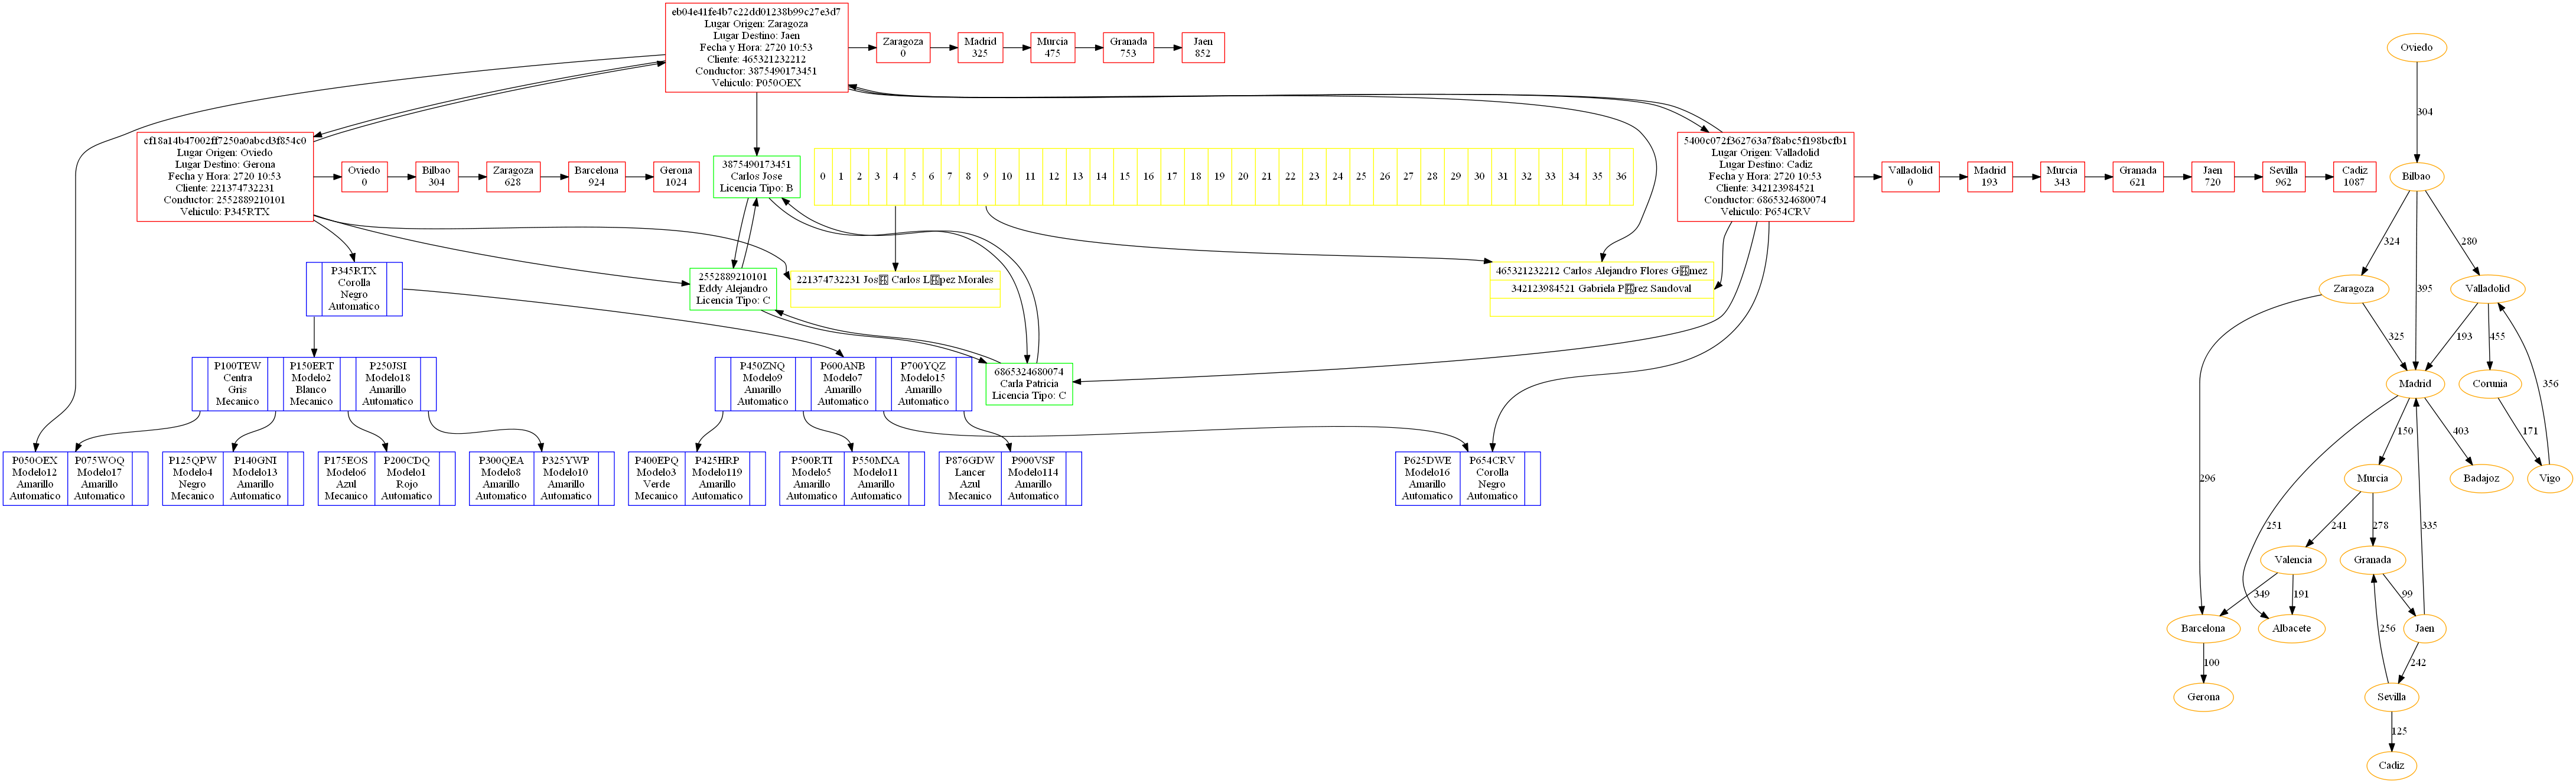 eb04e41fe4b7c22dd01238b99c27e3d7
Lugar Origen: Zaragoza
Lugar Destino: Jaen
Fecha y Hora: 2720 10:53
Cliente: 465321232212
Conductor: 3875490173451
Vehiculo: P050OEX
Zaragoza
0
Madrid
325
Murcia
475
Granada
753
Jaen
852
cf18a14b47002ff7250a0abcd3f854c0
Lugar Origen: Oviedo
Lugar Destino: Gerona
Fecha y Hora: 2720 10:53
Cliente: 221374732231
Conductor: 2552889210101
Vehiculo: P345RTX
Oviedo
0
Bilbao
304
Zaragoza
628
Barcelona
924
Gerona
1024
3875490173451
Carlos Jose
Licencia Tipo: B
0 1 2 3 4 5 6 7 8 9 10 11 12 13 14 15 16 17 18 19 20 21 22 23 24 25 26 27 28 29 30 31 32 33 34 35 36
5400c072f362763a7f8abc5f198bcfb1
Lugar Origen: Valladolid
Lugar Destino: Cadiz
Fecha y Hora: 2720 10:53
Cliente: 342123984521
Conductor: 6865324680074
Vehiculo: P654CRV
Valladolid
0
Madrid
193
Murcia
343
Granada
621
Jaen
720
Sevilla
962
Cadiz
1087
P345RTX
Corolla
Negro
Automatico
2552889210101
Eddy Alejandro
Licencia Tipo: C
221374732231 Carlos Morales
465321232212 Carlos Alejandro Flores
342123984521 Gabriela Sandoval
P100TEW
Centra
Gris
Mecanico
P150ERT
Modelo2
Blanco
Mecanico
P250JSI
Modelo18
Amarillo
Automatico
P450ZNQ
Modelo9
Amarillo
Automatico
P600ANB
Modelo7
Amarillo
Automatico
P700YQZ
Modelo15
Amarillo
Automatico
6865324680074
Carla Patricia
Licencia Tipo: C
P050OEX
Modelo12
Amarillo
Automatico
P075WOQ
Modelo17
Amarillo
Automatico
P125QPW
Modelo4
Negro
Mecanico
P140GNI
Modelo13
Amarillo
Automatico
P175EOS
Modelo6
Azul
Mecanico
P200CDQ
Modelo1
Rojo
Automatico
P300QEA
Modelo8
Amarillo
Automatico
P325YWP
Modelo10
Amarillo
Automatico
P400EPQ
Modelo3
Verde
Mecanico
P425HRP
Modelo119
Amarillo
Automatico
P500RTI
Modelo5
Amarillo
Automatico
P550MXA
Modelo11
Amarillo
Automatico
P876GDW
Lancer
Azul
Mecanico
P900VSF
Modelo114
Amarillo
Automatico
P625DWE
Modelo16
Amarillo
Automatico
P654CRV
Corolla
Negro
Automatico
Oviedo
304
Bilbao
324
395
280
Zaragoza
Valladolid
325
193
455
Madrid
Corunia
356
150
403
171
296
Murcia
Badajoz
Vigo
251
241
278
335
Valencia
Granada
349
191
99
256
Barcelona
Albacete
Jaen
100
242
Gerona
Sevilla
125
Cadiz